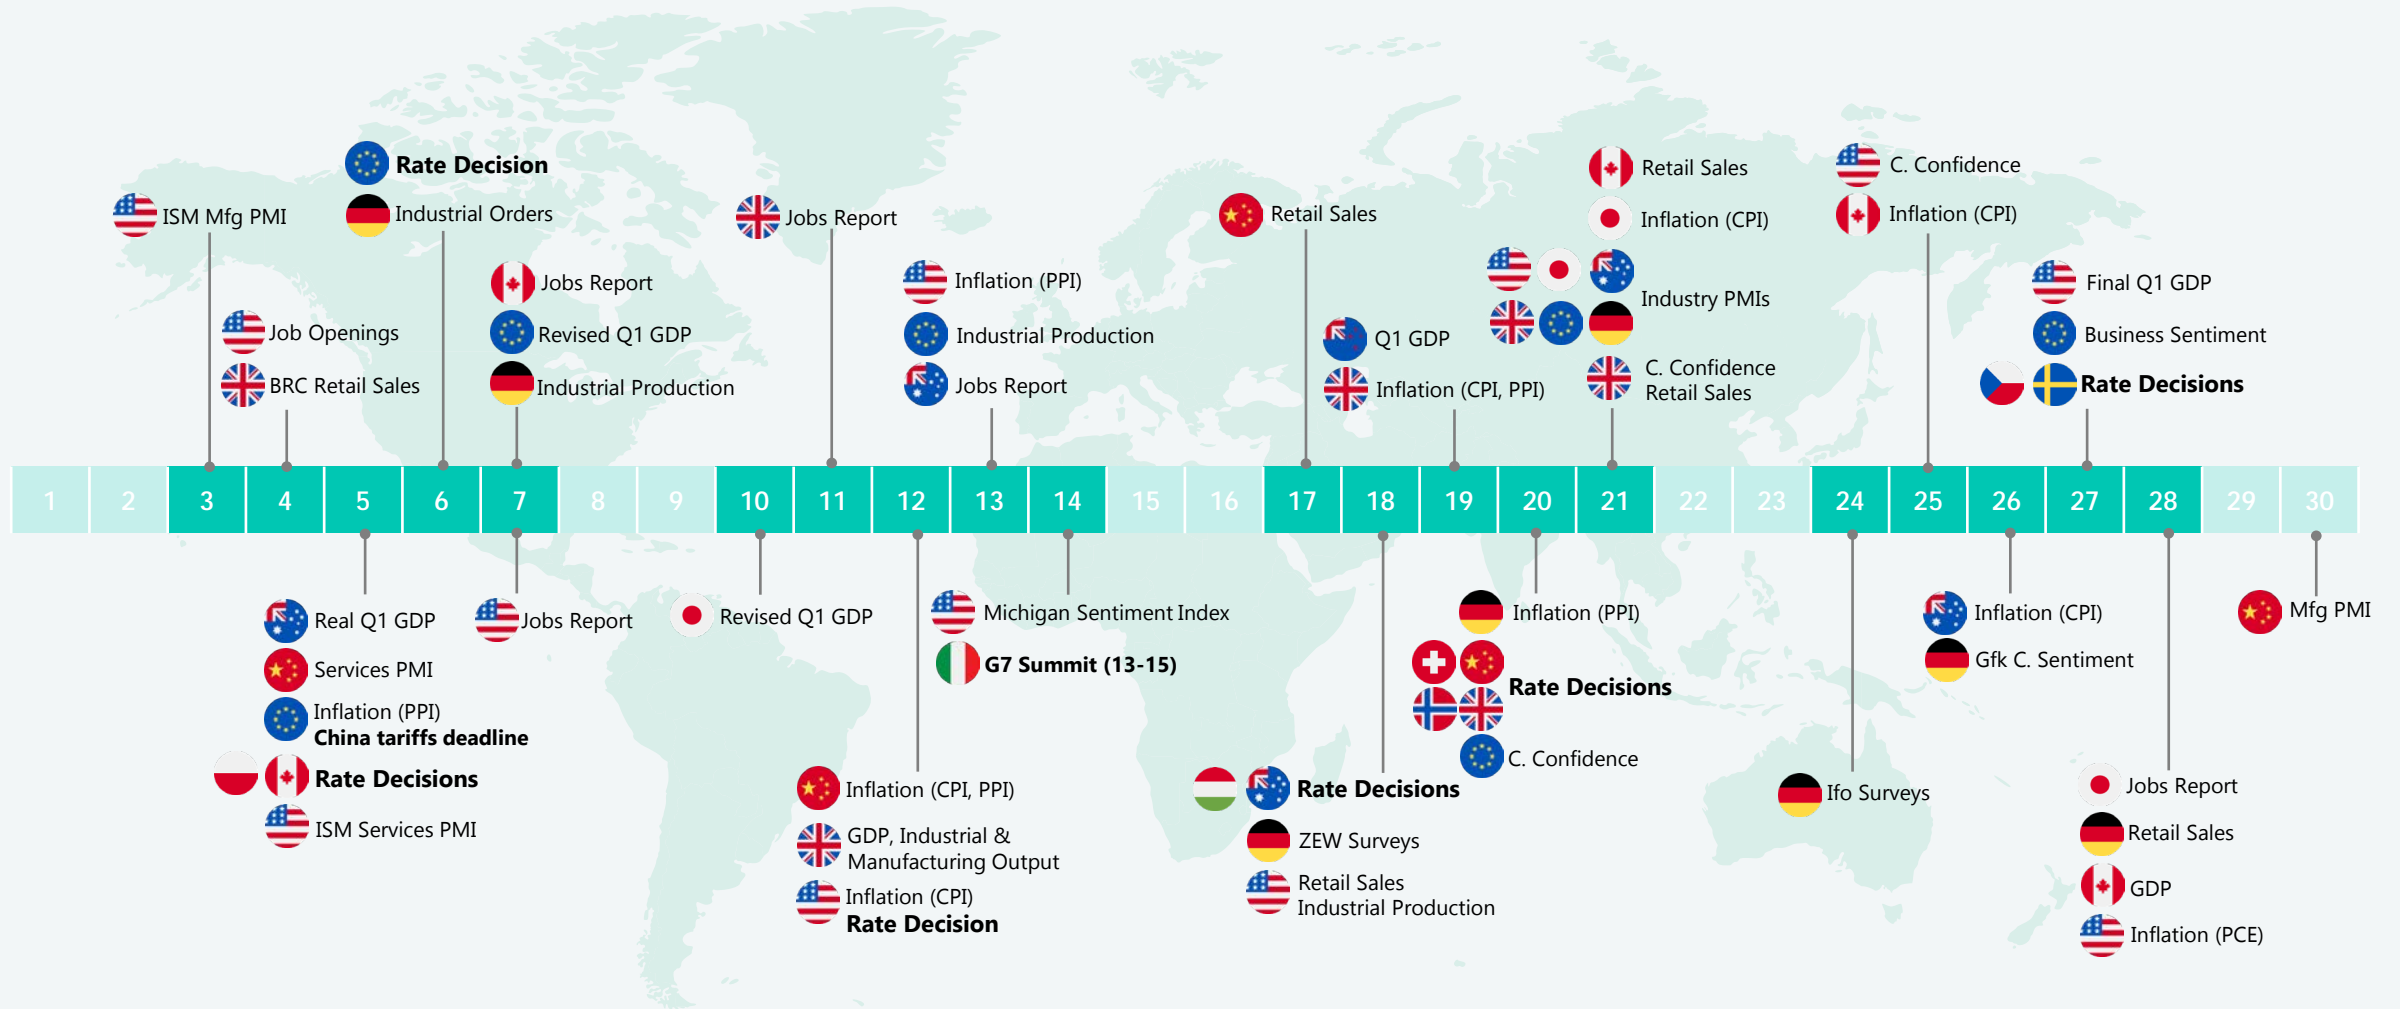 Rate Decision
ISM Mfg PMI
Industrial Orders
Job Openings
BRC Retail Sales
Jobs Report
Revised Q1 GDP
Industrial Production
Jobs Report
Inflation (PPI)
Industrial Production
Jobs Report
Retail Sales
Q1 GDP
Inflation (CPI, PPI)
Retail Sales
Inflation (CPI)
Industry PMIs
C. Confidence
Retail Sales
C. Confidence
Inflation (CPI)
Final Q1 GDP
Business Sentiment
Rate Decisions
1 2 3 4 5 6 7 8 9 10 11 12 13 14 15 16 17 18 19 20 21 22 23 24 25 26 27 28 29 30
Real Q1 GDP
Services PMI
Inflation (PPI)
China tariffs deadline
Rate Decisions
ISM Services PMI
Jobs Report
Revised Q1 GDP
Inflation (CPI, PPI)
GDP, Industrial &
Manufacturing Output
Inflation (CPI)
Rate Decision
Michigan Sentiment Index
G7 Summit (13-15)
Rate Decisions
ZEW Surveys
Retail Sales
Industrial Production
Inflation (PPI)
Rate Decisions
C. Confidence
Ifo Surveys
Inflation (CPI)
Gfk C. Sentiment
Jobs Report
Retail Sales
GDP
Inflation (PCE)
Mfg PMI